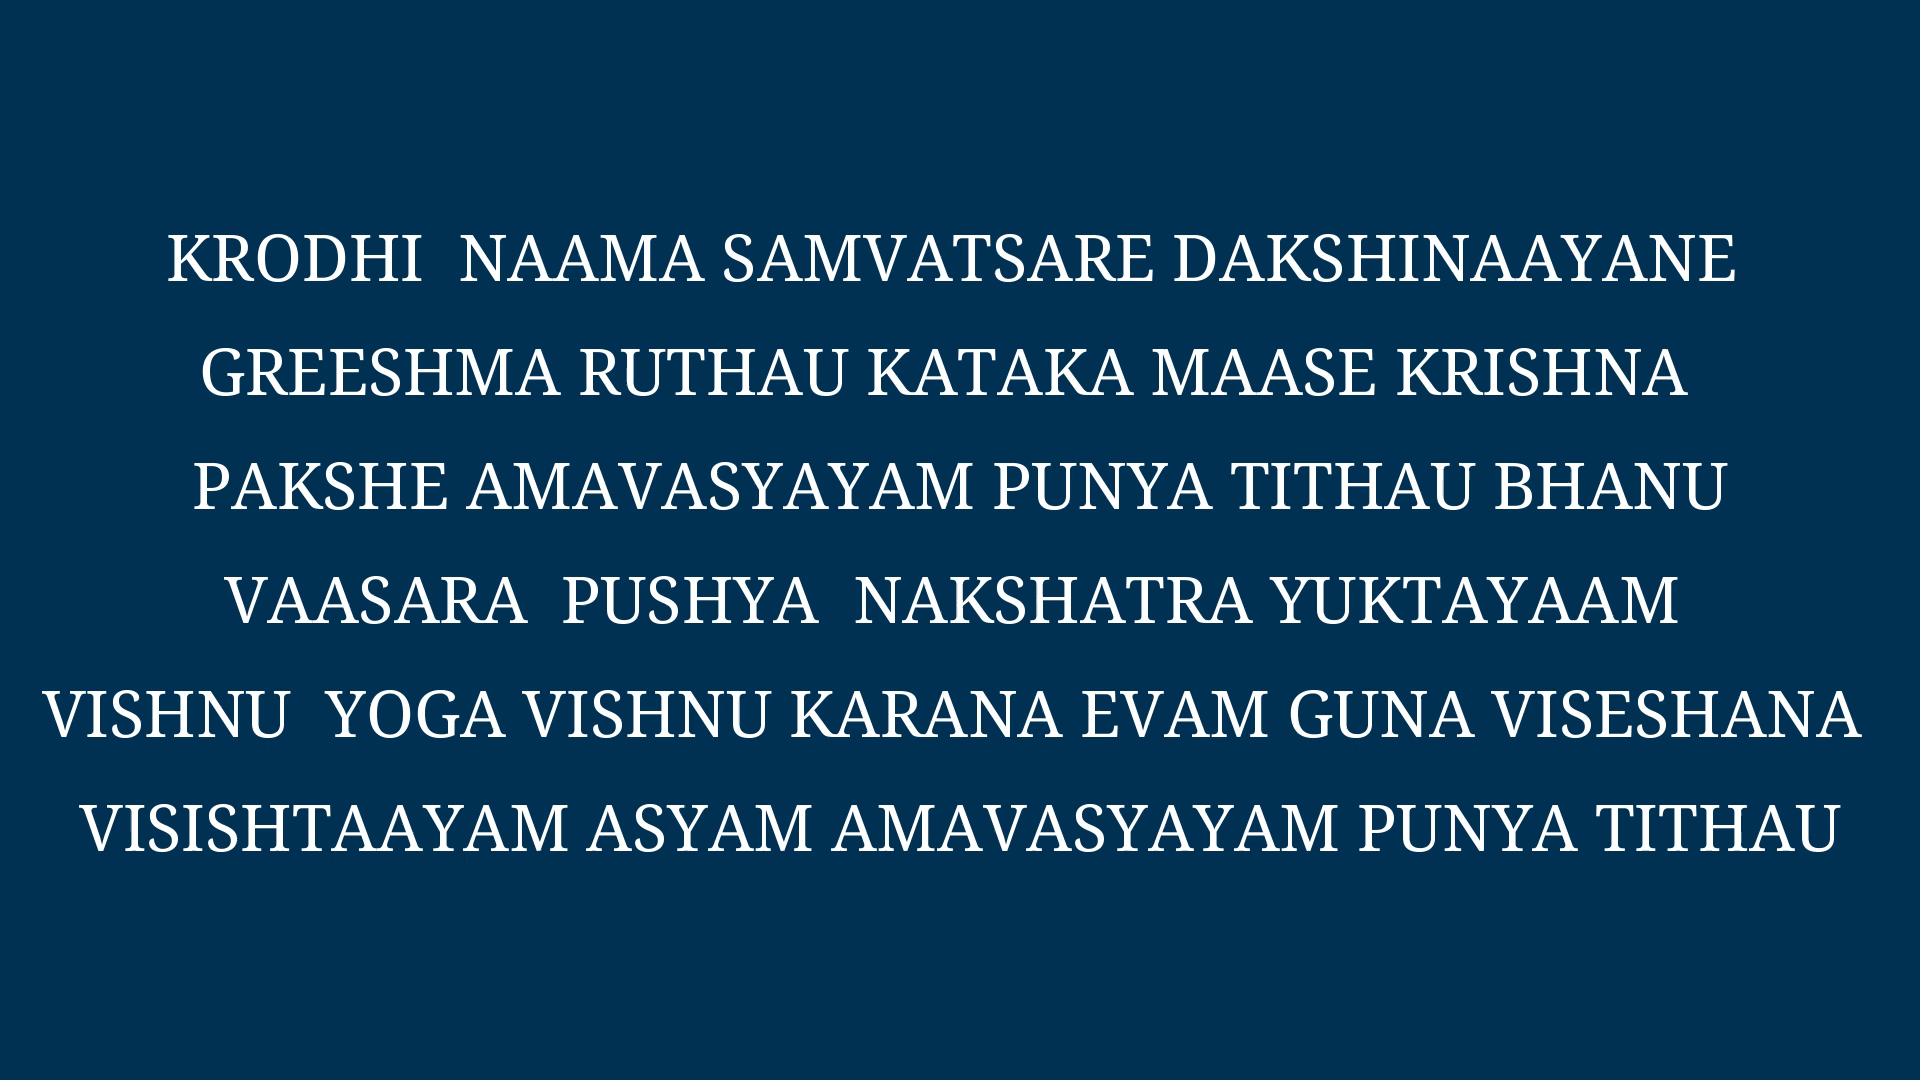 KRODHI  NAAMA SAMVATSARE DAKSHINAAYANE
GREESHMA RUTHAU KATAKA MAASE KRISHNA
PAKSHE AMAVASYAYAM PUNYA TITHAU BHANU
VAASARA  PUSHYA  NAKSHATRA YUKTAYAAM
VISHNU  YOGA VISHNU KARANA EVAM GUNA VISESHANA
VISISHTAAYAM ASYAM AMAVASYAYAM PUNYA TITHAU